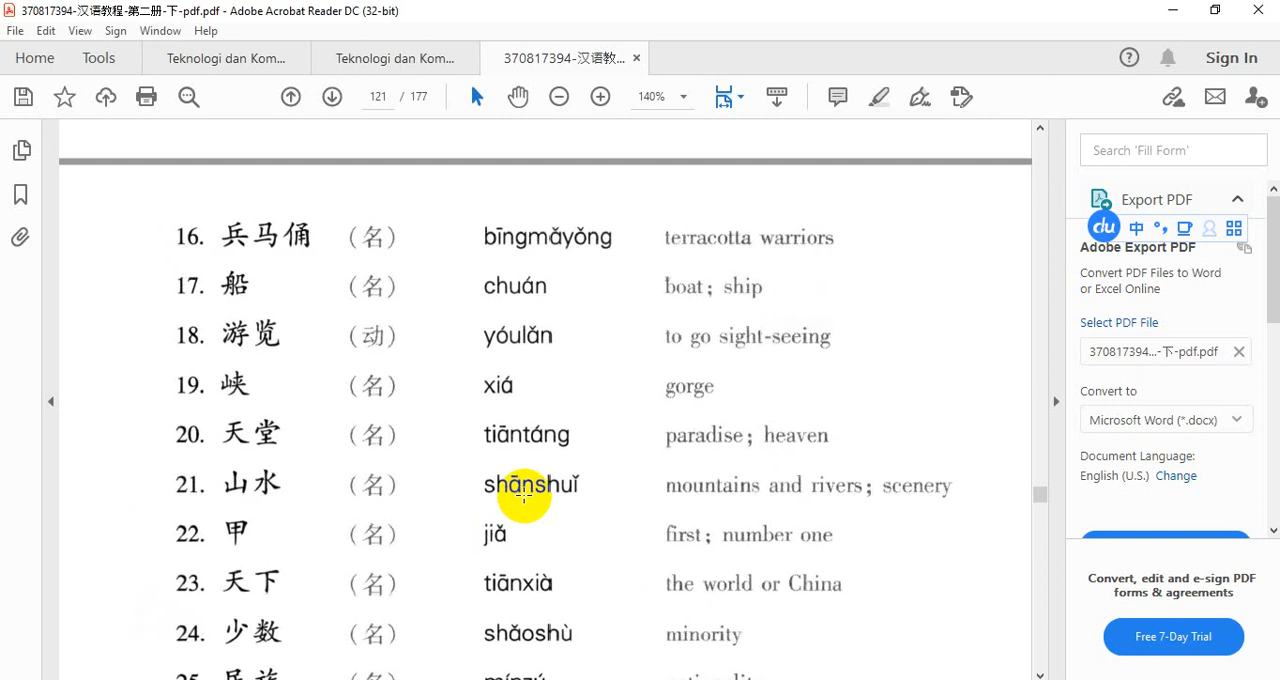 370817394-汉语教程-第二册-下-pdf.pdf - Adobe Acrobat Reader DC (32-bit)
File Edit View Sign Window Help
Home Tools Teknologi dan Kom... Teknologi dan Kom... 370817394-汉语教... × Sign In
121 / 177 140%
Search 'Fill Form'
Export PDF
du 中
Adobe Export PDF
Convert PDF Files to Word
or Excel Online
Select PDF File
370817394...-下-pdf.pdf
Convert to
Microsoft Word (*.docx)
Document Language:
English (U.S.) Change
Convert, edit and e-sign PDF
forms & agreements
Free 7-Day Trial
16. 兵马俑 (名) bīngmǎyǒng terracotta warriors
17. 船 (名) chuán boat; ship
18. 游览 (动) yóulǎn to go sight-seeing
19. 峡 (名) xiá gorge
20. 天堂 (名) tiāntáng paradise; heaven
21. 山水 (名) shānshuǐ mountains and rivers; scenery
22. 甲 (名) jiǎ first; number one
23. 天下 (名) tiānxià the world or China
24. 少数 (名) shǎoshù minority